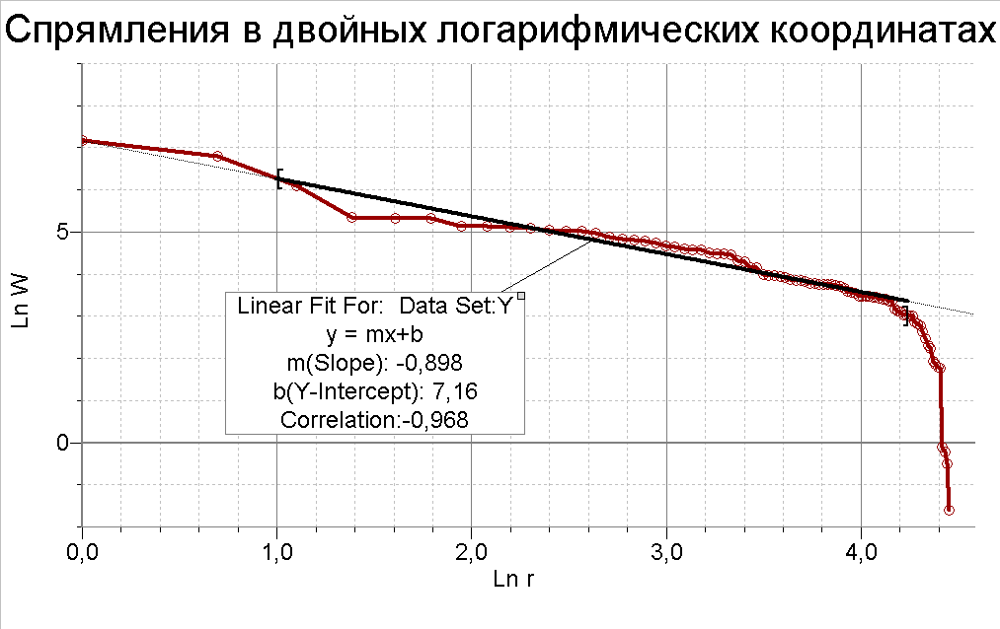 Спрямления в двойных логарифмических координатах
5
Ln W
Linear Fit For: Data Set:Y
y = mx+b
m(Slope): -0,898
b(Y-Intercept): 7,16
Correlation:-0,968
0
0,0 1,0 2,0 3,0 4,0
Ln r